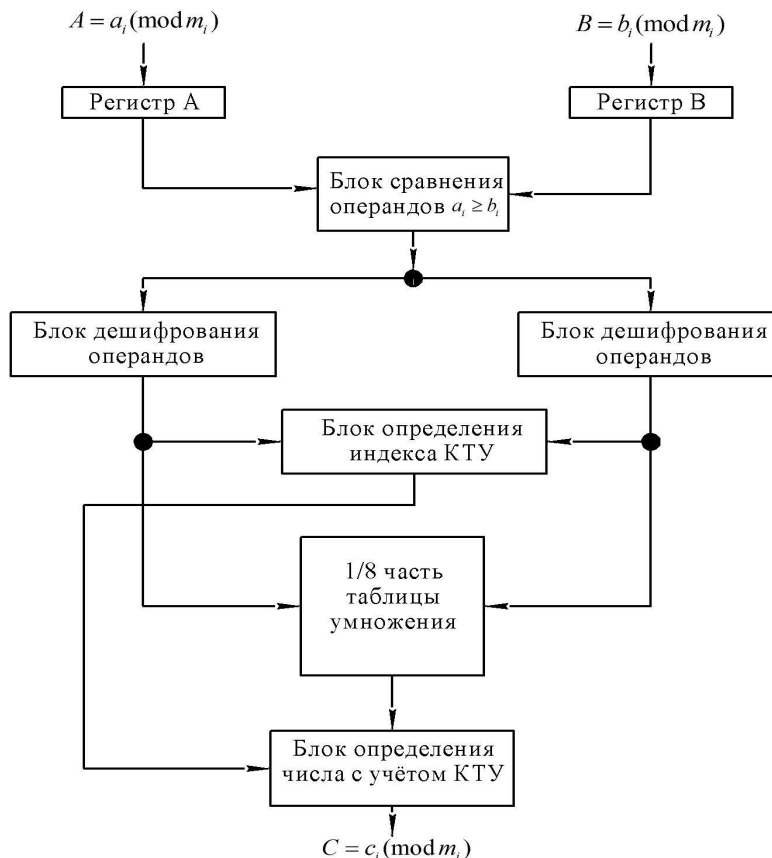 A = a_i (mod m_i)
B = b_i (mod m_i)
Регистр А
Регистр В
Блок сравнения
операндов a_i ≥ b_i
Блок дешифрования
операндов
Блок дешифрования
операндов
Блок определения
индекса КТУ
1/8 часть
таблицы
умножения
Блок определения
числа с учётом КТУ
C = c_i (mod m_i)